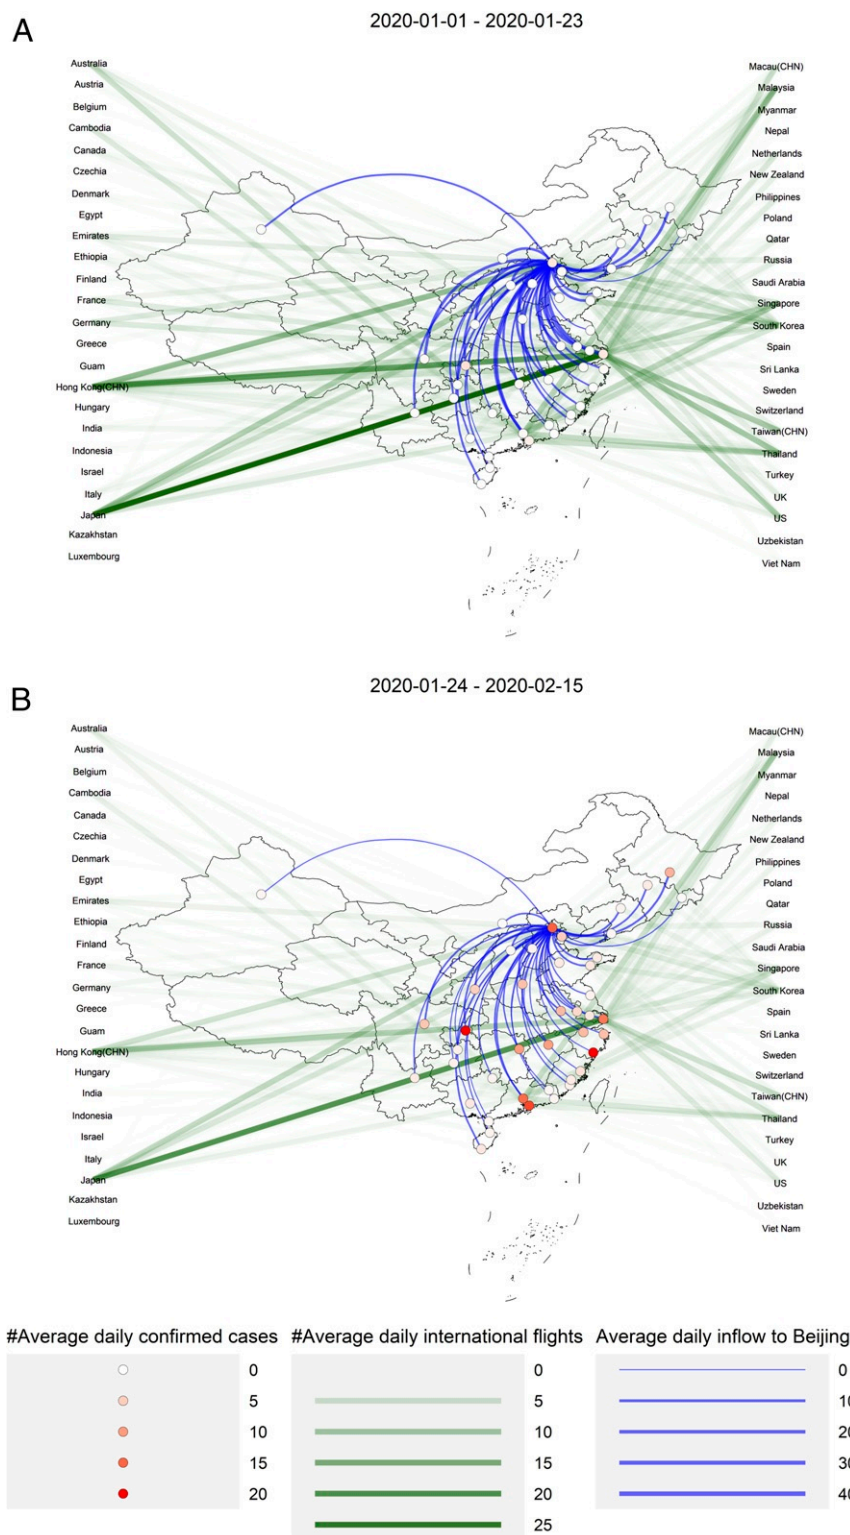 A
2020-01-01 - 2020-01-23
Australia
Austria
Belgium
Cambodia
Canada
Czechia
Denmark
Egypt
Emirates
Ethiopia
Finland
France
Germany
Greece
Guam
Hong Kong(CHN)
Hungary
India
Indonesia
Israel
Italy
Japan
Kazakhstan
Luxembourg
Macau(CHN)
Malaysia
Myanmar
Nepal
Netherlands
New Zealand
Philippines
Poland
Qatar
Russia
Saudi Arabia
Singapore
South Korea
Spain
Sri Lanka
Sweden
Switzerland
Taiwan(CHN)
Thailand
Turkey
UK
US
Uzbekistan
Viet Nam
B
2020-01-24 - 2020-02-15
Australia
Austria
Belgium
Cambodia
Canada
Czechia
Denmark
Egypt
Emirates
Ethiopia
Finland
France
Germany
Greece
Guam
Hong Kong(CHN)
Hungary
India
Indonesia
Israel
Italy
Japan
Kazakhstan
Luxembourg
Macau(CHN)
Malaysia
Myanmar
Nepal
Netherlands
New Zealand
Philippines
Poland
Qatar
Russia
Saudi Arabia
Singapore
South Korea
Spain
Sri Lanka
Sweden
Switzerland
Taiwan(CHN)
Thailand
Turkey
UK
US
Uzbekistan
Viet Nam
#Average daily confirmed cases
0
5
10
15
20
#Average daily international flights
0
5
10
15
20
25
Average daily inflow to Beijing